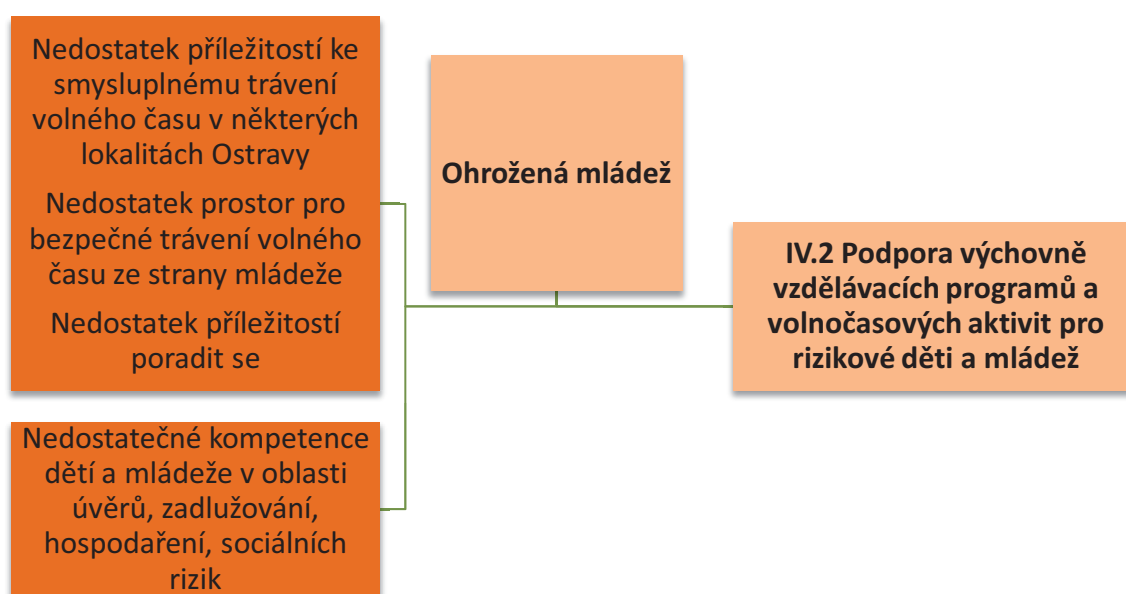 Nedostatek příležitostí ke
smysluplnému trávení
volného času v některých
lokalitách Ostravy
Nedostatek prostor pro
bezpečné trávení volného
času ze strany mládeže
Nedostatek příležitostí
poradit se
Ohrožená mládež
IV.2 Podpora výchovně
vzdělávacích programů a
volnočasových aktivit pro
rizikové děti a mládež
Nedostatečné kompetence
dětí a mládeže v oblasti
úvěrů, zadlužování,
hospodaření, sociálních
rizik